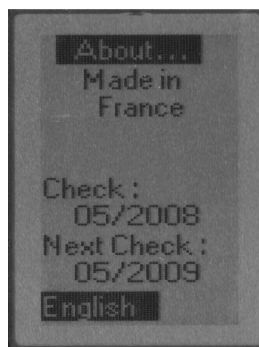 About...
Made in
France
Check :
05/2008
Next Check :
05/2009
English